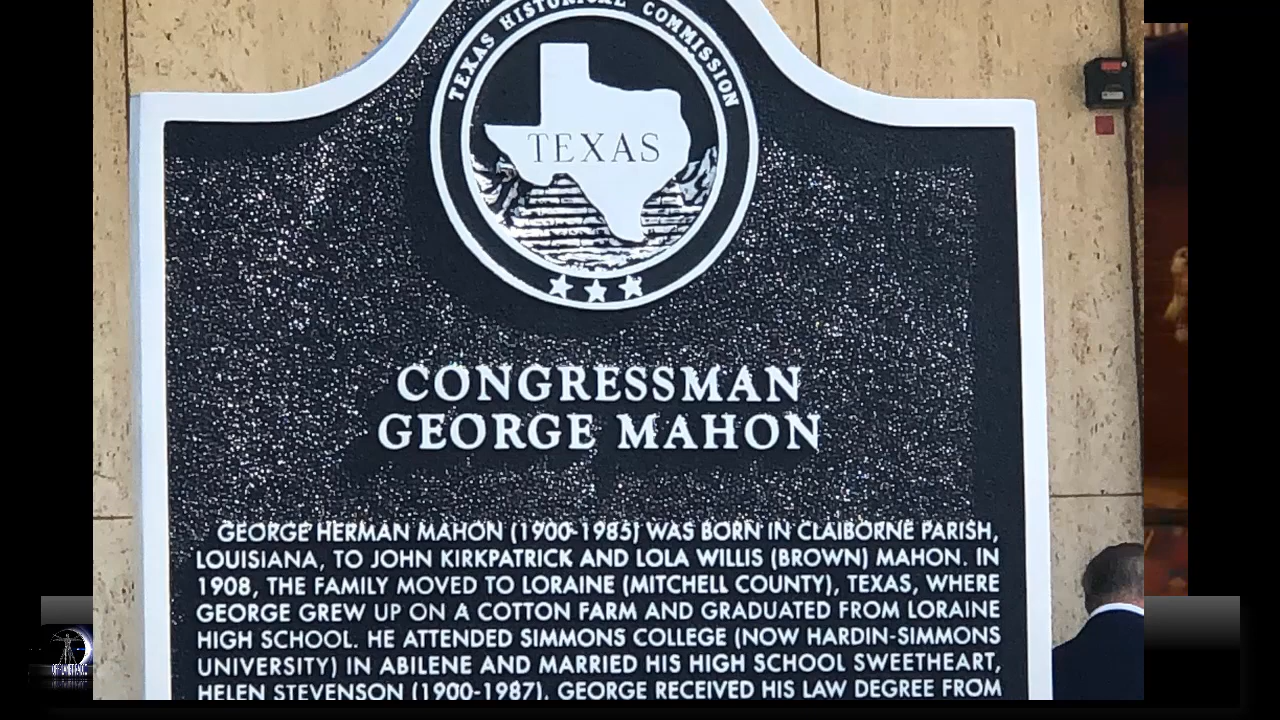 TEXAS HISTORICAL COMMISSION
TEXAS
CONGRESSMAN
GEORGE MAHON
GEORGE HERMAN MAHON (1900-1985) WAS BORN IN CLAIBORNE PARISH,
LOUISIANA, TO JOHN KIRKPATRICK AND LOLA WILLIS (BROWN) MAHON. IN
1908, THE FAMILY MOVED TO LORAINE (MITCHELL COUNTY), TEXAS, WHERE
GEORGE GREW UP ON A COTTON FARM AND GRADUATED FROM LORAINE
HIGH SCHOOL. HE ATTENDED SIMMONS COLLEGE (NOW HARDIN-SIMMONS
UNIVERSITY) IN ABILENE AND MARRIED HIS HIGH SCHOOL SWEETHEART,
HELEN STEVENSON (1900-1987). GEORGE RECEIVED HIS LAW DEGREE FROM